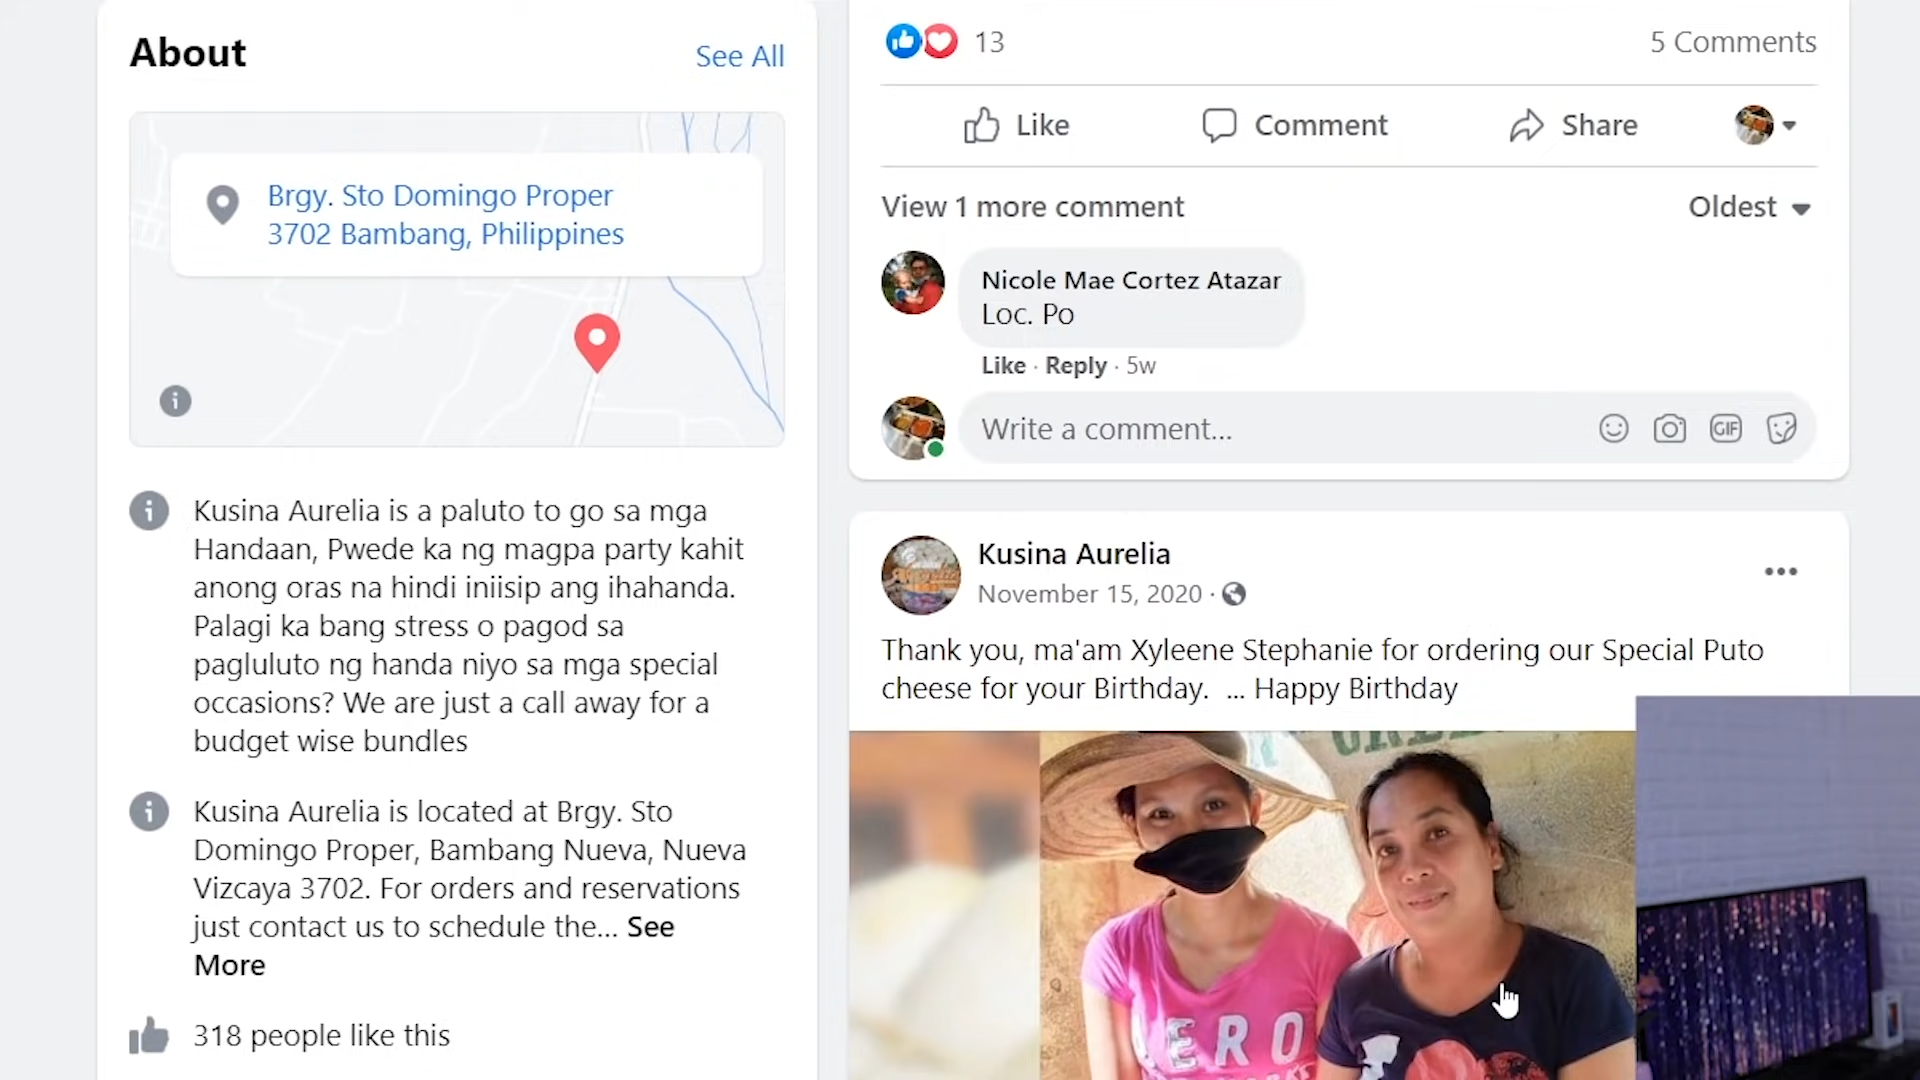 About
See All
Brgy. Sto Domingo Proper
3702 Bambang, Philippines
Kusina Aurelia is a paluto to go sa mga
Handaan, Pwede ka ng magpa party kahit
anong oras na hindi iniisip ang ihahanda.
Palagi ka bang stress o pagod sa
pagluluto ng handa niyo sa mga special
occasions? We are just a call away for a
budget wise bundles
Kusina Aurelia is located at Brgy. Sto
Domingo Proper, Bambang Nueva, Nueva
Vizcaya 3702. For orders and reservations
just contact us to schedule the... See
More
318 people like this
13
5 Comments
Like
Comment
Share
View 1 more comment
Oldest
Nicole Mae Cortez Atazar
Loc. Po
Like · Reply · 5w
Write a comment...
GIF
Kusina Aurelia
November 15, 2020 ·
Thank you, ma'am Xyleene Stephanie for ordering our Special Puto
cheese for your Birthday. ... Happy Birthday